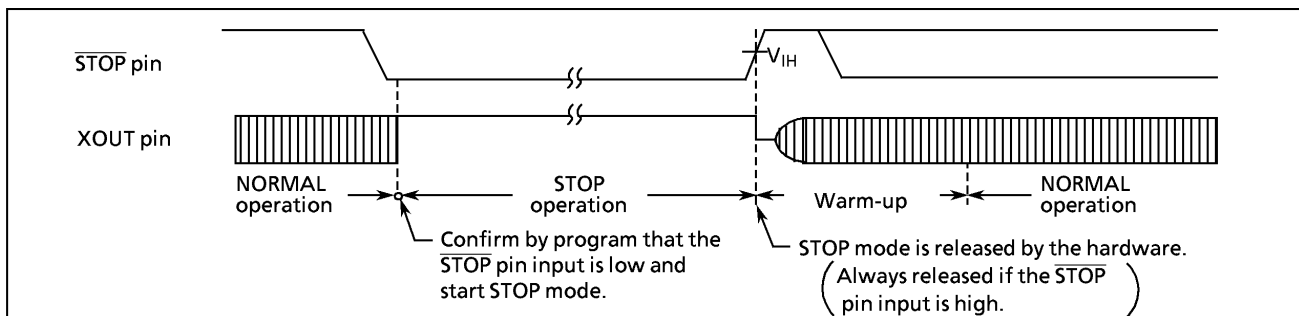 STOP pin
VIH
XOUT pin
NORMAL operation
STOP operation
Warm-up
NORMAL operation
Confirm by program that the
STOP pin input is low and
start STOP mode.
STOP mode is released by the hardware.
(Always released if the STOP
pin input is high.)